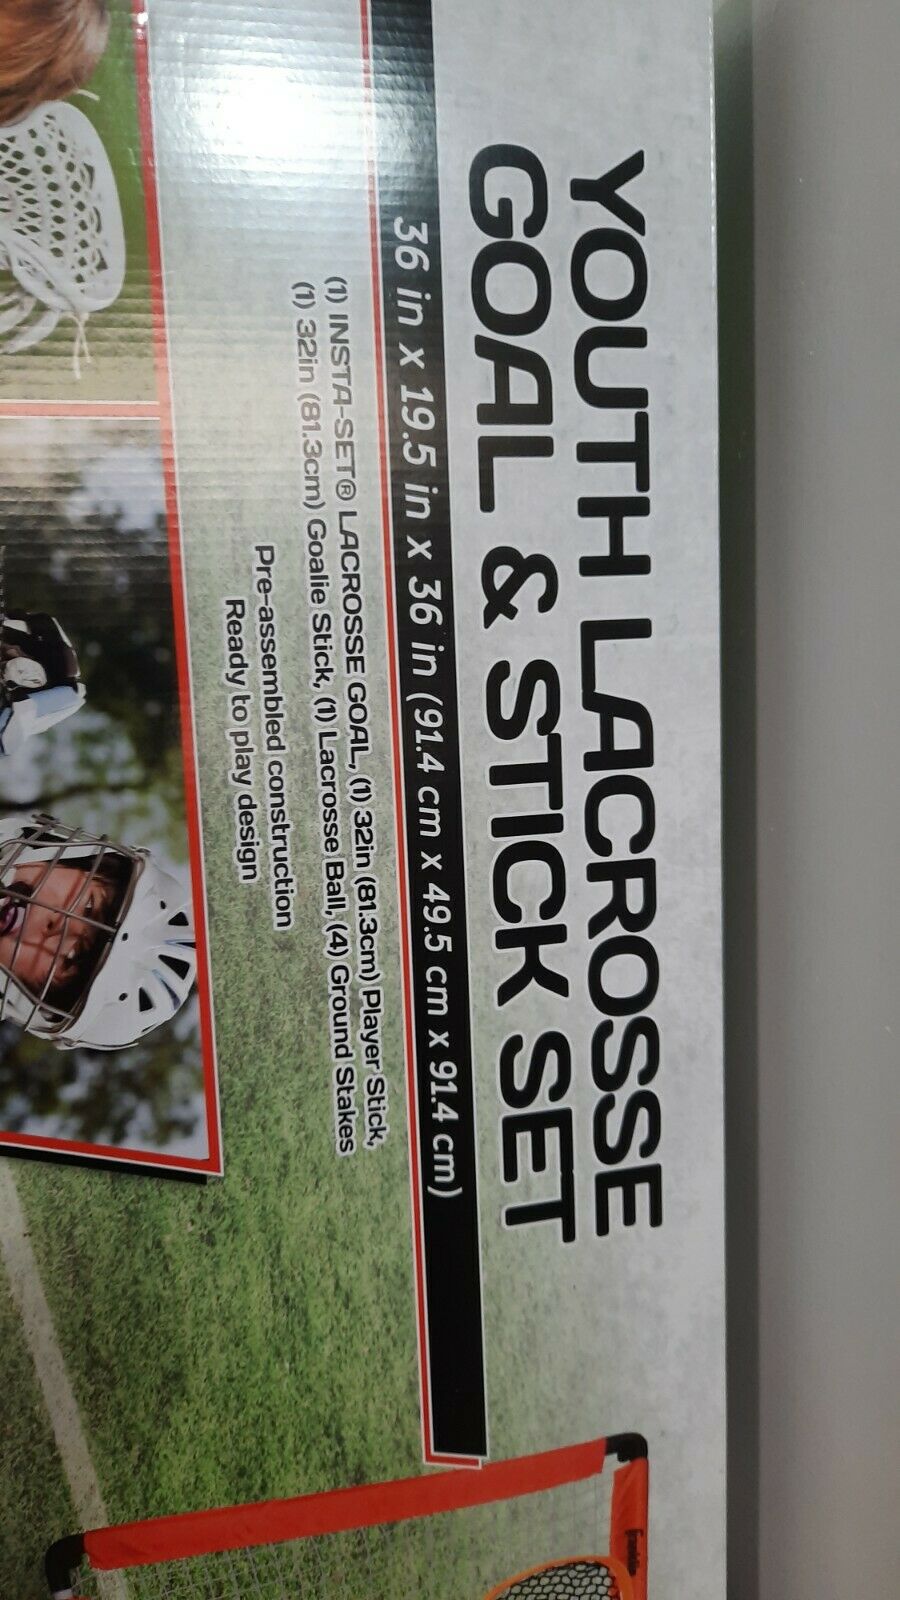 YOUTH LACROSSE
GOAL & STICK SET
36 in x 19.5 in x 36 in (91.4 cm x 49.5 cm x 91.4 cm)
(1) INSTA-SET® LACROSSE GOAL, (1) 32in (81.3cm) Player Stick,
(1) 32in (81.3cm) Goalie Stick, (1) Lacrosse Ball, (4) Ground Stakes
Pre-assembled construction
Ready to play design
Franklin